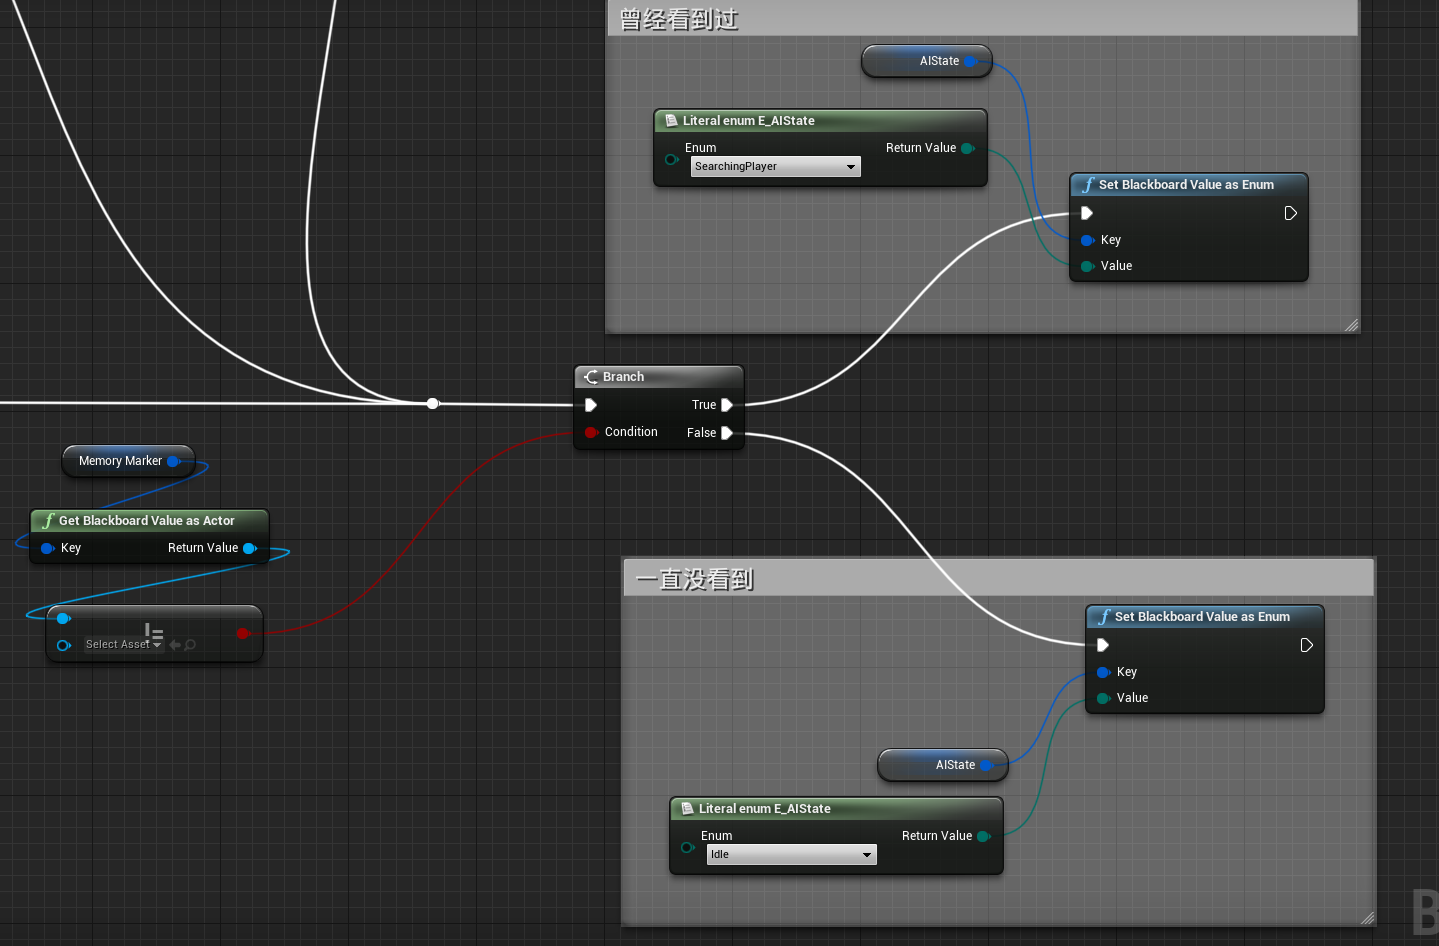 曾经看到过
AIState
Literal enum E_AIState
Enum
Return Value
SearchingPlayer
Set Blackboard Value as Enum
Key
Value
Branch
True
Condition
False
Memory Marker
Get Blackboard Value as Actor
Key
Return Value
!=
Select Asset
一直没看到
Set Blackboard Value as Enum
Key
Value
AIState
Literal enum E_AIState
Enum
Return Value
Idle
B